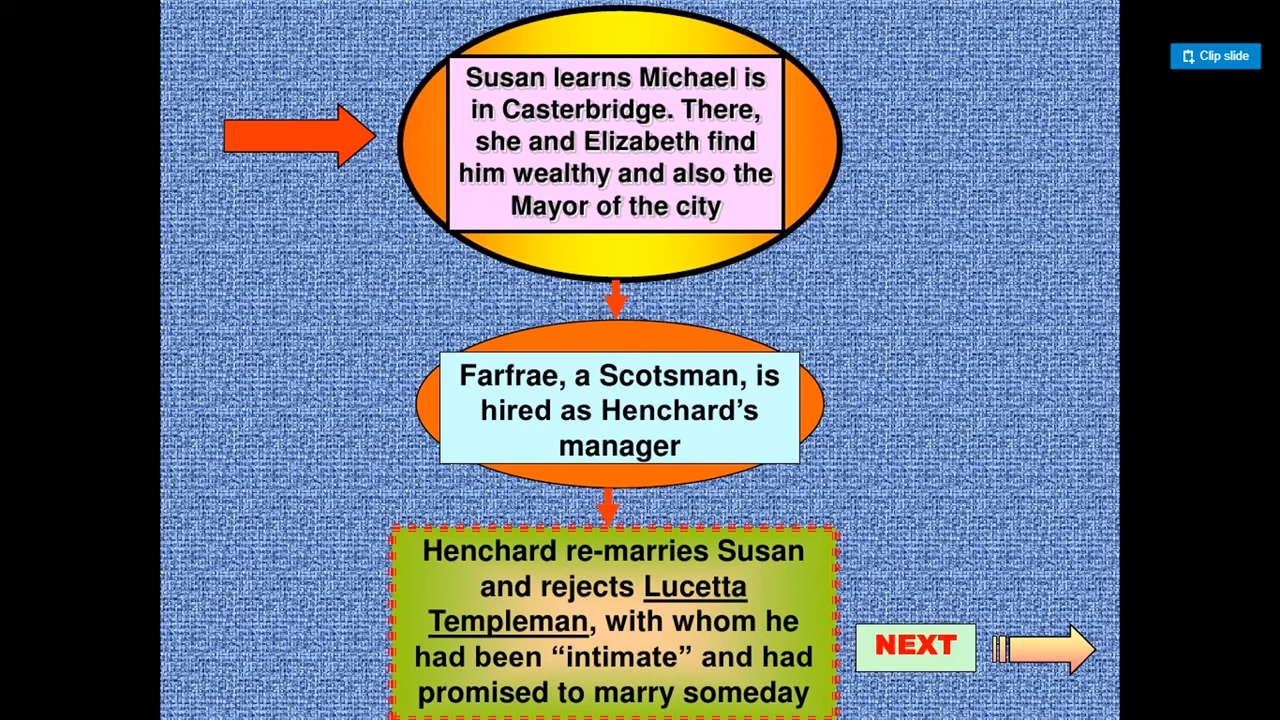 Clip slide
Susan learns Michael is
in Casterbridge. There,
she and Elizabeth find
him wealthy and also the
Mayor of the city
Farfrae, a Scotsman, is
hired as Henchard’s
manager
Henchard re-marries Susan
and rejects Lucetta
Templeman, with whom he
had been “intimate” and had
promised to marry someday
NEXT